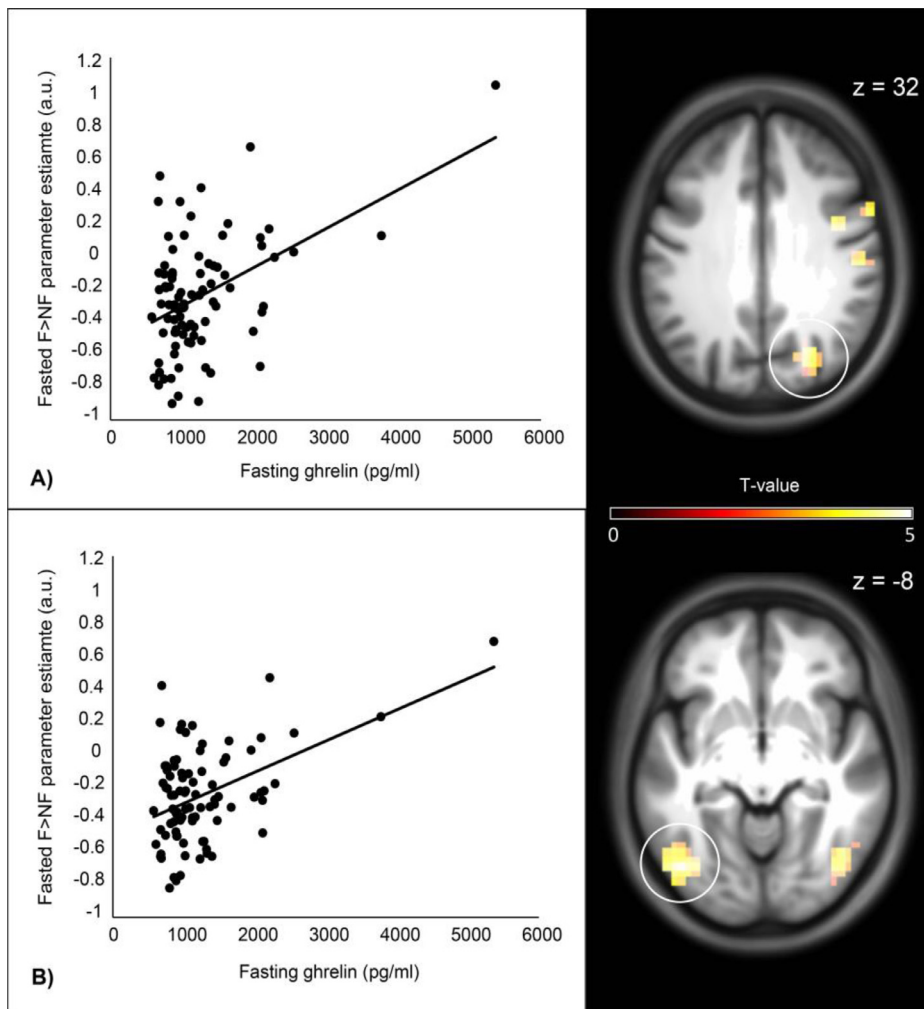 1.2
1
0.8
0.6
0.4
0.2
0
-0.2
-0.4
-0.6
-0.8
-1
Fasted F>NF parameter estiamte (a.u.)
0 1000 2000 3000 4000 5000 6000
Fasting ghrelin (pg/ml)
A)
z = 32
T-value
0 5
1.2
1
0.8
0.6
0.4
0.2
0
-0.2
-0.4
-0.6
-0.8
-1
Fasted F>NF parameter estiamte (a.u.)
0 1000 2000 3000 4000 5000 6000
Fasting ghrelin (pg/ml)
B)
z = -8